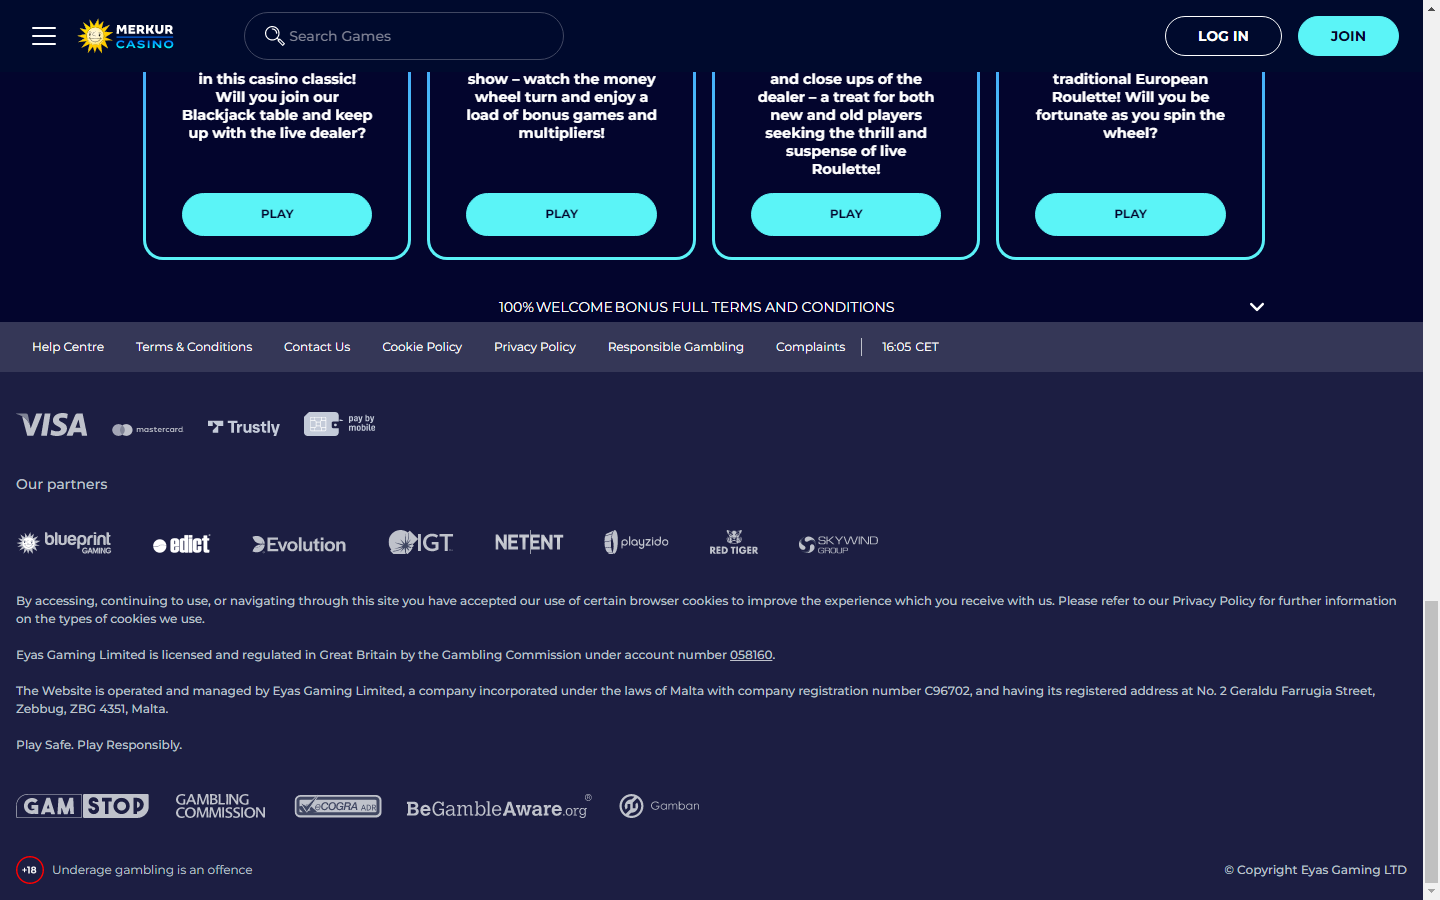 MERKUR
CASINO
Search Games
LOG IN
JOIN
in this casino classic!
Will you join our
Blackjack table and keep
up with the live dealer?
PLAY
show – watch the money
wheel turn and enjoy a
load of bonus games and
multipliers!
PLAY
and close ups of the
dealer – a treat for both
new and old players
seeking the thrill and
suspense of live
Roulette!
PLAY
traditional European
Roulette! Will you be
fortunate as you spin the
wheel?
PLAY
100% WELCOME BONUS FULL TERMS AND CONDITIONS
Help Centre Terms & Conditions Contact Us Cookie Policy Privacy Policy Responsible Gambling Complaints 16:05 CET
VISA mastercard Trustly pay by
mobile
Our partners
blueprint
GAMING
edict
Evolution
IGT
NETENT
playzido
RED TIGER
SKYWIND
GROUP
By accessing, continuing to use, or navigating through this site you have accepted our use of certain browser cookies to improve the experience which you receive with us. Please refer to our Privacy Policy for further information
on the types of cookies we use.
Eyas Gaming Limited is licensed and regulated in Great Britain by the Gambling Commission under account number 058160.
The Website is operated and managed by Eyas Gaming Limited, a company incorporated under the laws of Malta with company registration number C96702, and having its registered address at No. 2 Geraldu Farrugia Street,
Zebbug, ZBG 4351, Malta.
Play Safe. Play Responsibly.
GAMSTOP
GAMBLING
COMMISSION
eCOGRA ADR
BeGambleAware.org®
Gamban
+18 Underage gambling is an offence
© Copyright Eyas Gaming LTD